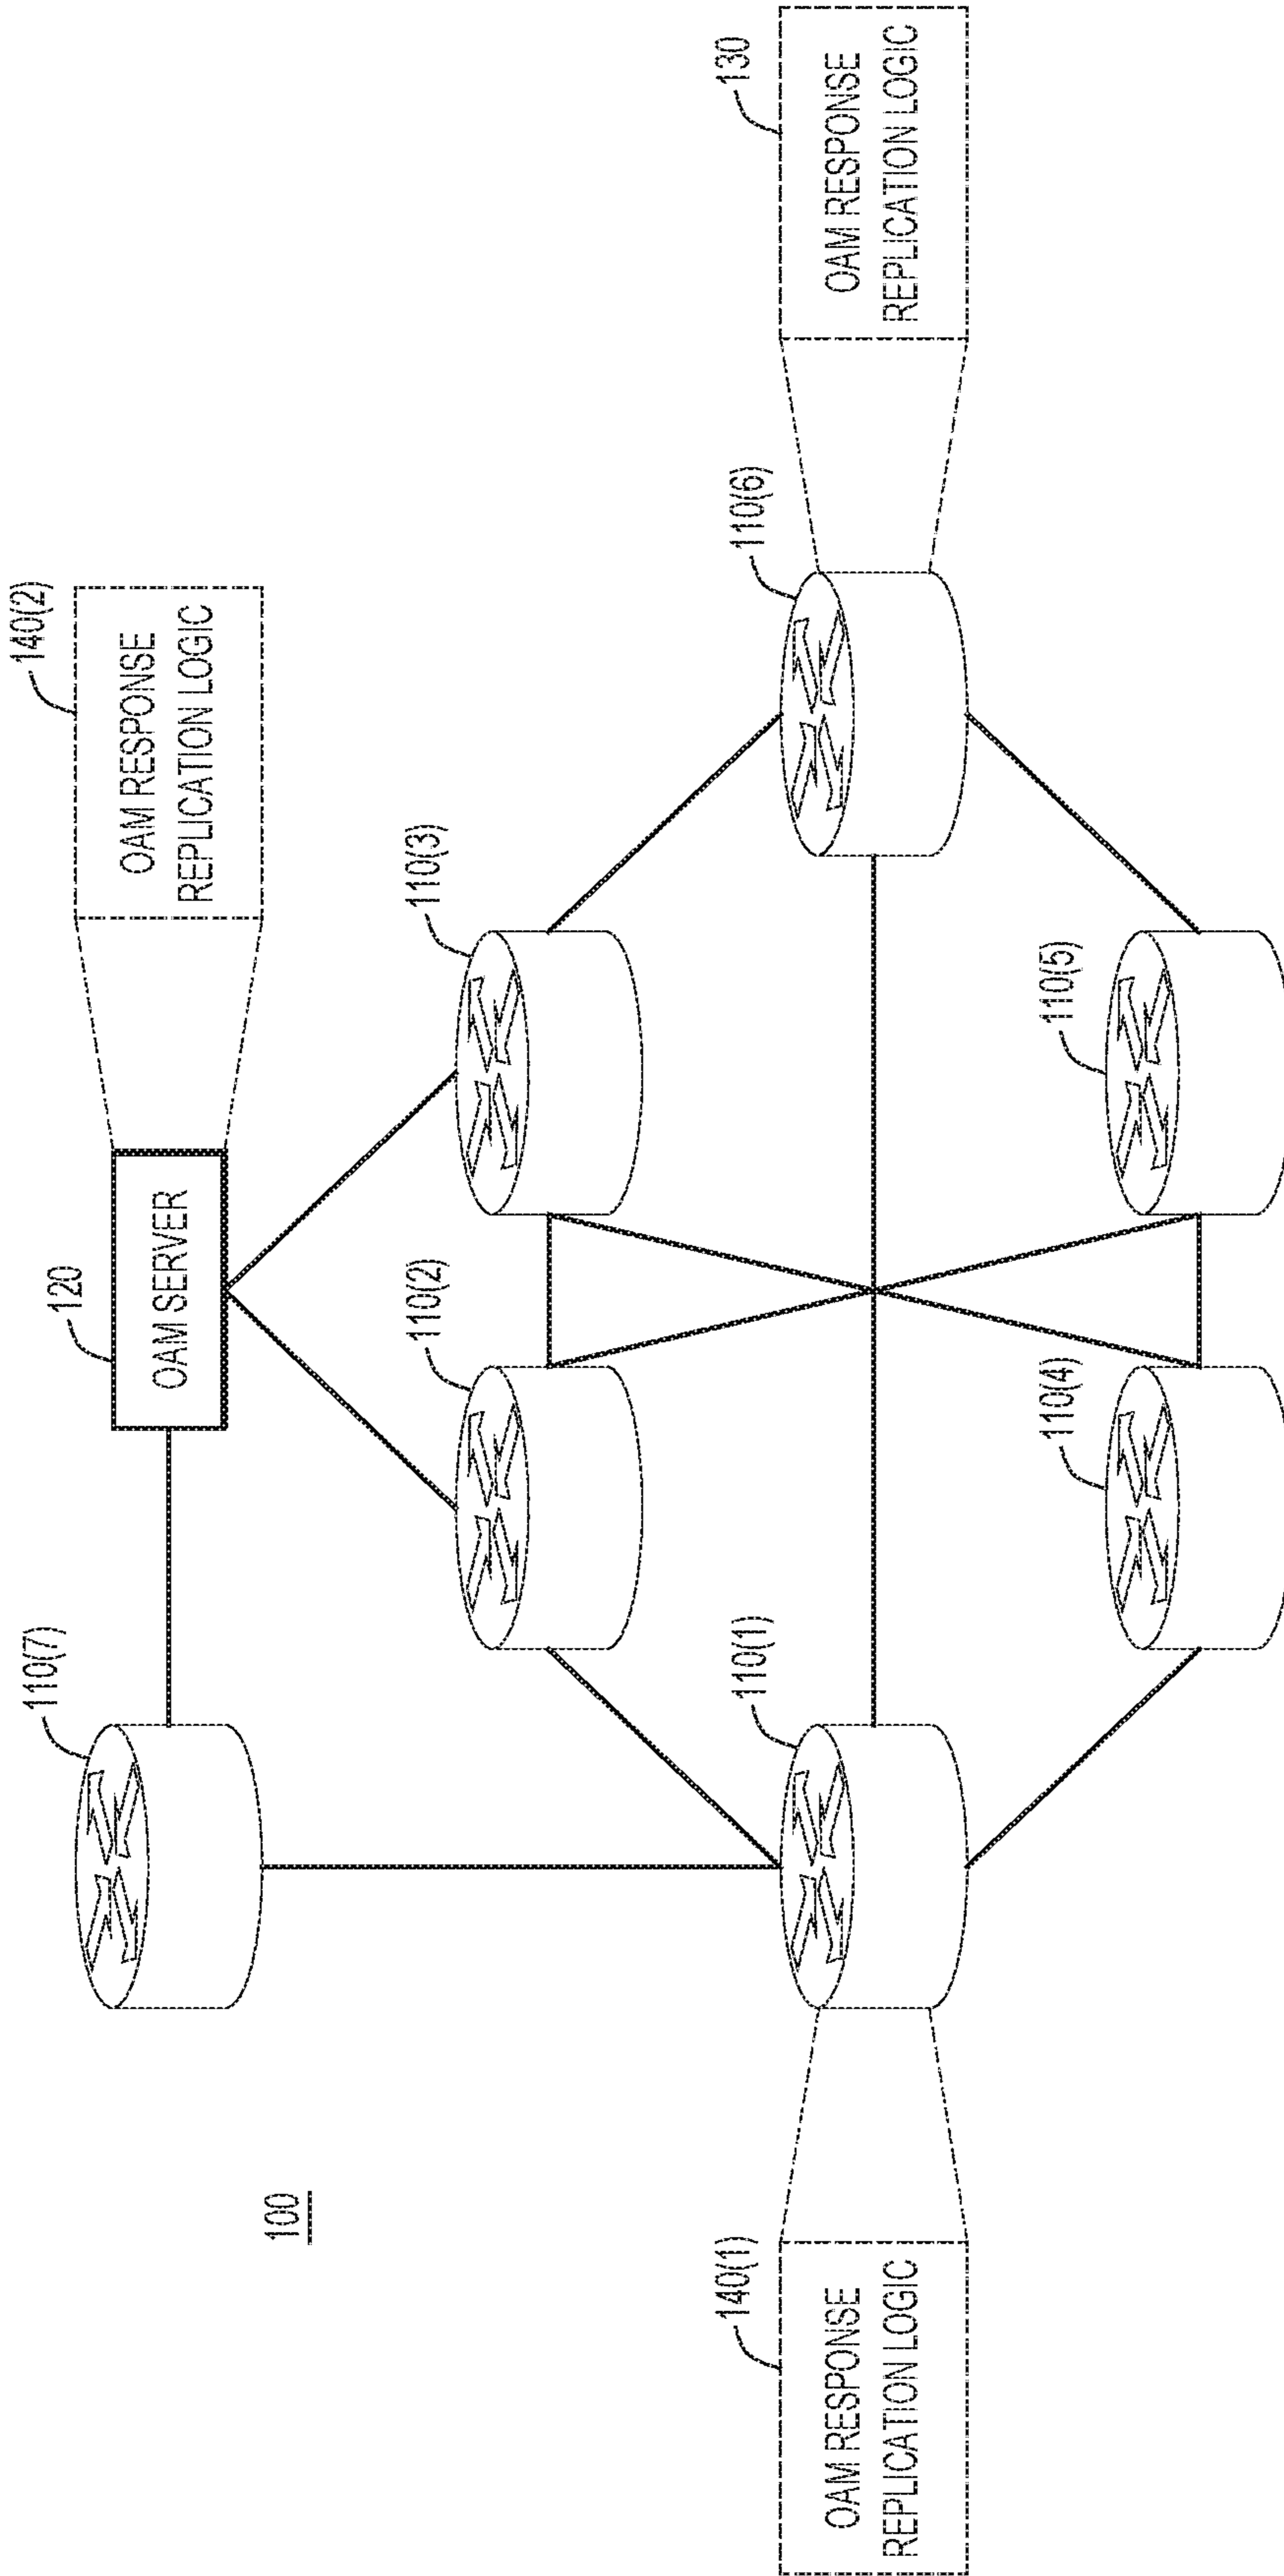 100
110(7)
120
OAM SERVER
140(2)
OAM RESPONSE
REPLICATION LOGIC
110(2)
110(3)
140(1)
OAM RESPONSE
REPLICATION LOGIC
110(1)
110(6)
130
OAM RESPONSE
REPLICATION LOGIC
110(4)
110(5)